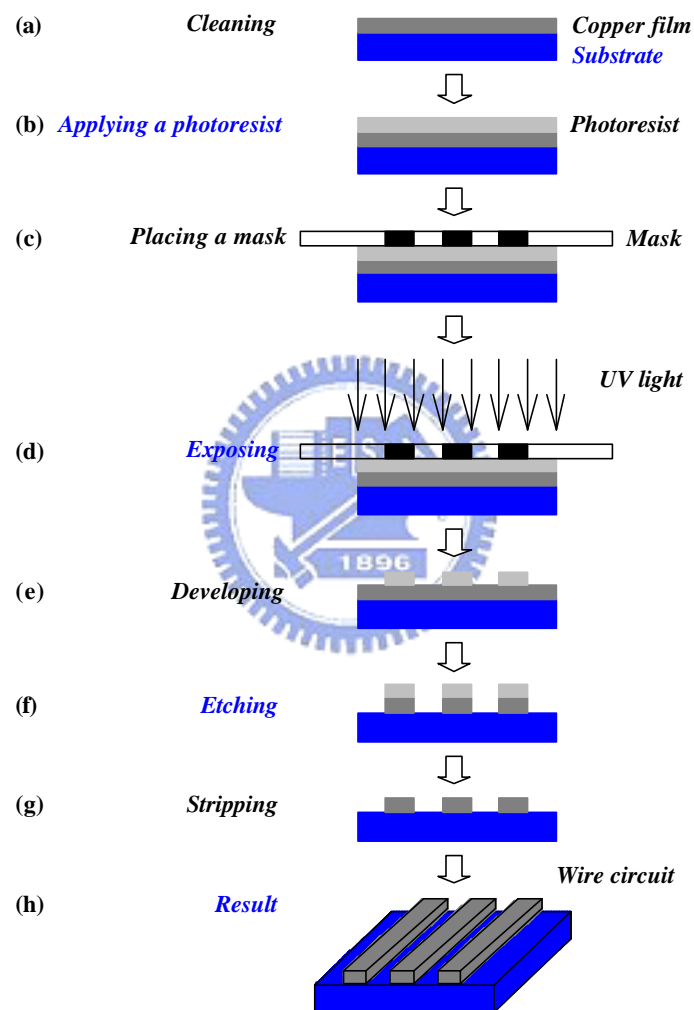 (a) Cleaning Copper film
Substrate
(b) Applying a photoresist Photoresist
(c) Placing a mask Mask
UV light
(d) Exposing
E S
1896
(e) Developing
(f) Etching
(g) Stripping
Wire circuit
(h) Result